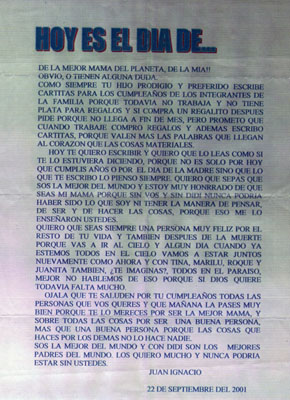 HOY ES EL DIA DE...
DE LA MEJOR MAMA DEL PLANETA, DE LA MIA!!
OBVIO, O TIENEN ALGUNA DUDA.
COMO SIEMPRE TU HIJO PRODIGO Y PREFERIDO ESCRIBE
CARTITAS PARA LOS CUMPLEAÑOS DE LOS INTEGRANTES DE
LA FAMILIA PORQUE TODAVIA NO TRABAJA Y NO TIENE
PLATA PARA REGALOS Y SI COMPRA UN REGALITO DESPUES
PIDE PORQUE NO LLEGA A FIN DE MES, PERO PROMETO QUE
CUANDO TRABAJE COMPRO REGALOS Y ADEMAS ESCRIBO
CARTITAS, PORQUE VALEN MAS LAS PALABRAS QUE LLEGAN
AL CORAZON QUE LAS COSAS MATERIALES.
HOY TE QUIERO ESCRIBIR Y QUIERO QUE LO LEAS COMO SI
TE LO ESTUVIERA DICIENDO, PORQUE NO ES SOLO POR HOY
QUE CUMPLIS AÑOS O POR EL DIA DE LA MADRE SINO QUE LO
QUE TE ESCRIBO LO PIENSO SIEMPRE. QUIERO QUE SEPAS QUE
SOS LA MEJOR DEL MUNDO Y ESTOY MUY HONRRADO DE QUE
SEAS MI MAMA PORQUE SIN VOS Y SIN DIDI NUNCA PODRIA
HABER SIDO LO QUE SOY NI TENER LA MANERA DE PENSAR,
DE SER Y DE HACER LAS COSAS, PORQUE ESO ME LO
ENSEÑARON USTEDES.
QUIERO QUE SEAS SIEMPRE UNA PERSONA MUY FELIZ POR EL
RESTO DE TU VIDA Y TAMBIEN DESPUES DE LA MUERTE
PORQUE VAS A IR AL CIELO Y ALGUN DIA CUANDO YA
ESTEMOS TODOS EN EL CIELO VAMOS A ESTAR JUNTOS
NUEVAMENTE COMO AHORA Y CON TINA, MARILU, ROQUE Y
JUANITA TAMBIEN, ¿TE IMAGINAS?, TODOS EN EL PARAISO,
MEJOR NO HABLEMOS DE ESO PORQUE SI DIOS QUIERE
TODAVIA FALTA MUCHO.
OJALA QUE TE SALUDEN POR TU CUMPLEAÑOS TODAS LAS
PERSONAS QUE VOS QUERES Y QUE MAÑANA LA PASES MUY
BIEN PORQUE TE LO MERECES POR SER LA MEJOR MAMA, Y
SOBRE TODAS LAS COSAS POR SER UNA BUENA PERSONA,
MAS QUE UNA BUENA PERSONA PORQUE LAS COSAS QUE
HACES POR LOS DEMAS NO LO HACE NADIE.
SOS LA MEJOR DEL MUNDO Y CON DIDI SON LOS MEJORES
PADRES DEL MUNDO. LOS QUIERO MUCHO Y NUNCA PODRIA
ESTAR SIN USTEDES.
JUAN IGNACIO
22 DE SEPTIEMBRE DEL 2001